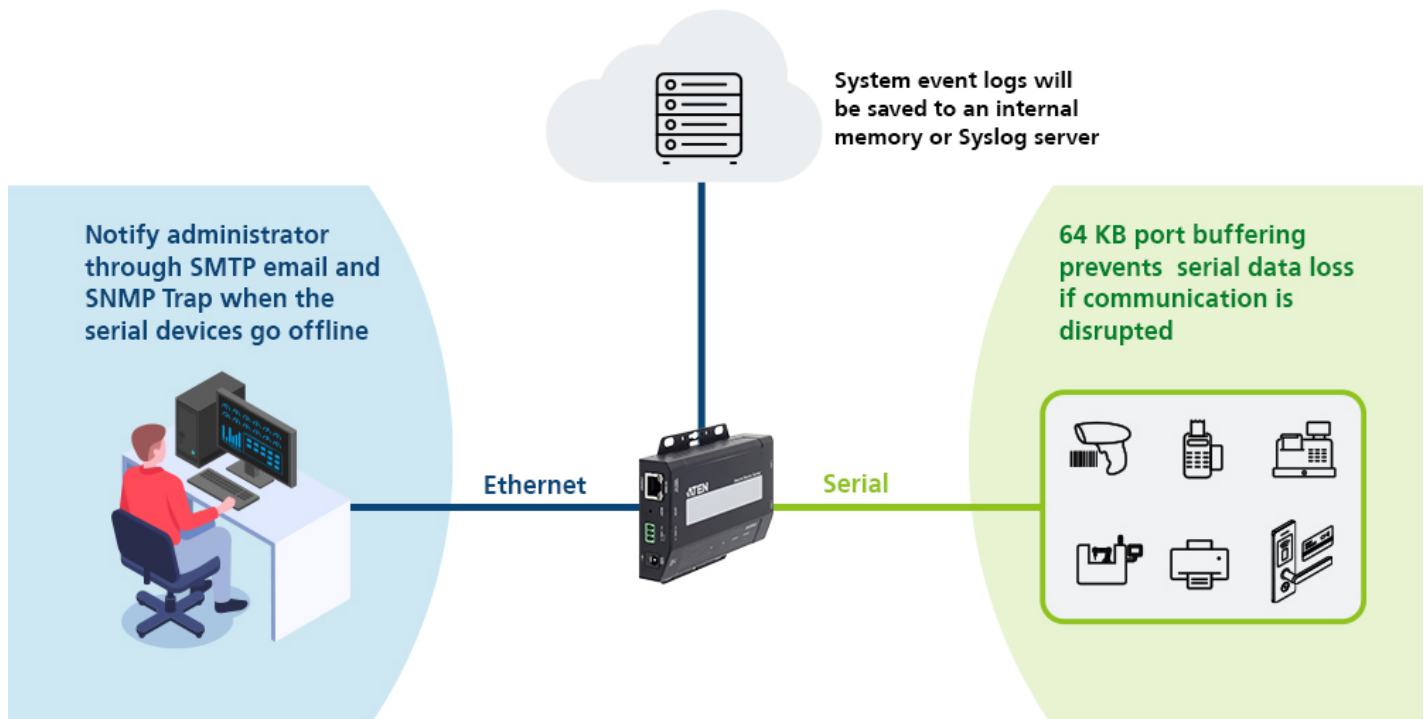 System event logs will
be saved to an internal
memory or Syslog server
Notify administrator
through SMTP email and
SNMP Trap when the
serial devices go offline
64 KB port buffering
prevents serial data loss
if communication is
disrupted
Ethernet
Serial
ATEN